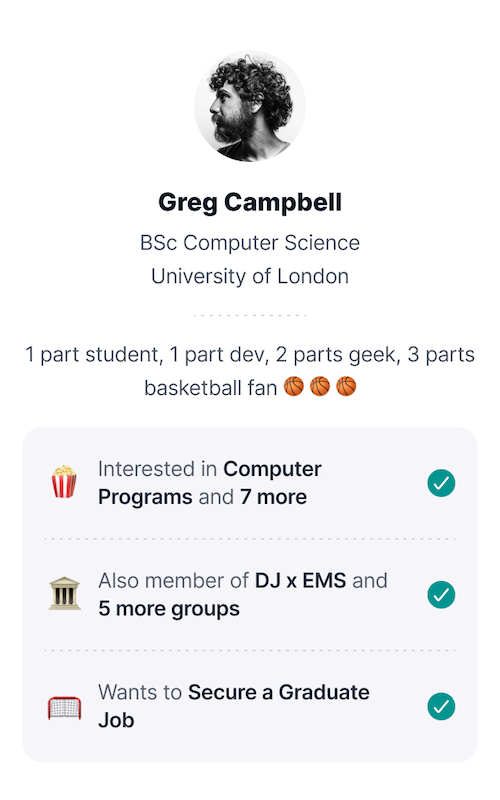 Greg Campbell
BSc Computer Science
University of London
1 part student, 1 part dev, 2 parts geek, 3 parts
basketball fan 🏀 🏀 🏀
Interested in Computer
Programs and 7 more
Also member of DJ x EMS and
5 more groups
Wants to Secure a Graduate
Job